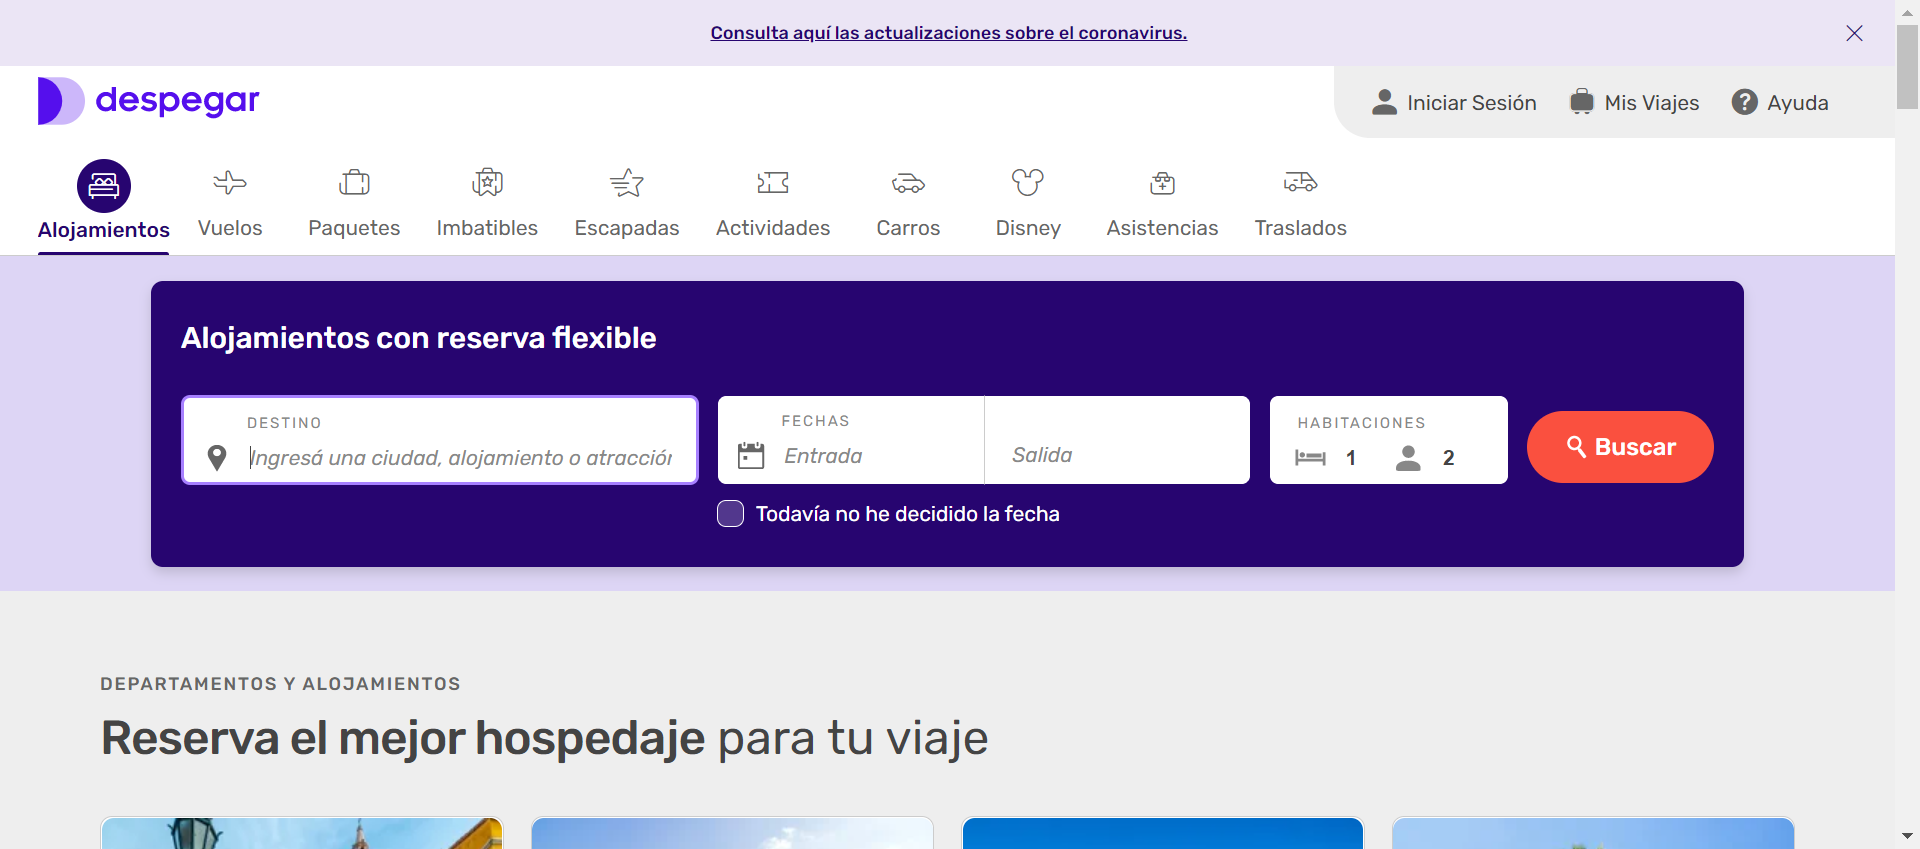 Consulta aquí las actualizaciones sobre el coronavirus.
despegar
Iniciar Sesión
Mis Viajes
Ayuda
Alojamientos
Vuelos
Paquetes
Imbatibles
Escapadas
Actividades
Carros
Disney
Asistencias
Traslados
Alojamientos con reserva flexible
DESTINO
Ingresá una ciudad, alojamiento o atracción
FECHAS
Entrada
Salida
HABITACIONES
1
2
Buscar
Todavía no he decidido la fecha
DEPARTAMENTOS Y ALOJAMIENTOS
Reserva el mejor hospedaje para tu viaje